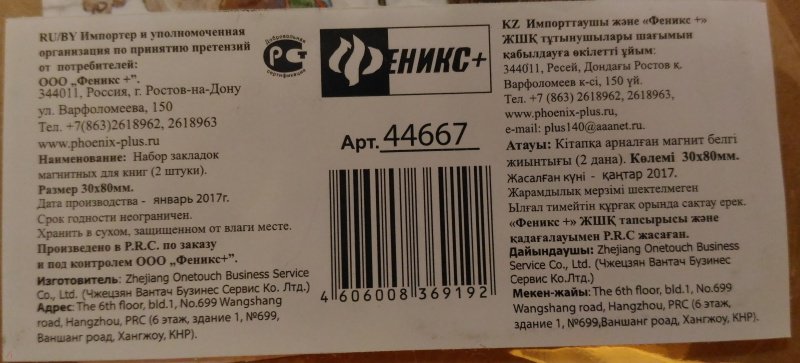 RU/BY Импортер и уполномоченная
организация по принятию претензий
от потребителей:
ООО „Феникс +”.
344011, Россия, г. Ростов-на-Дону
ул. Варфоломеева, 150
Тел. +7(863)2618962, 2618963
www.phoenix-plus.ru
Наименование: Набор закладок
магнитных для книг (2 штуки).
Размер 30х80мм.
Дата производства - январь 2017г.
Срок годности неограничен.
Хранить в сухом, защищенном от влаги месте.
Произведено в P.R.C. по заказу
и под контролем ООО „Феникс+”.
Изготовитель: Zhejiang Onetouch Business Service
Co., Ltd. (Чжецзян Вантач Бузинес Сервис Ко. Лтд.)
Адрес: The 6th floor, bld.1, No.699 Wangshang
road, Hangzhou, PRC (6 этаж, здание 1, №699,
Ваншанг роад, Хангжоу, КНР).
Добровольная
РСТ
сертификация
ФЕНИКС+
Арт. 44667
4 606008 369192
KZ Импорттаушы және «Феникс +»
ЖШҚ тұтынушылары шағымын
қабылдауға өкілетті ұйым:
344011, Ресей, Дондағы Ростов қ.
Варфоломеев к-сі, 150 үй.
Тел. +7 (863) 2618962, 2618963,
www.phoenix-plus.ru,
e-mail: plus140@aaanet.ru.
Атауы: Кітапқа арналған магнит белгі
жиынтығы (2 дана). Көлемі 30х80мм.
Жасалған күні - қаңтар 2017.
Жарамдылық мерзімі шектелмеген
Ылғал тимейтін құрғақ орында сақтау ерек.
«Феникс +» ЖШҚ тапсырысы және
қадағалауымен P.R.C жасаған.
Дайындаушы: Zhejiang Onetouch Business
Service Co., Ltd. (Чжецзян Вантач Бузинес
Сервис Ко.Лтд.)
Мекен-жайы: The 6th floor, bld.1, No.699
Wangshang road, Hangzhou, PRC (6 этаж,
здание 1, №699,Ваншанг роад, Хангжоу, КНР).